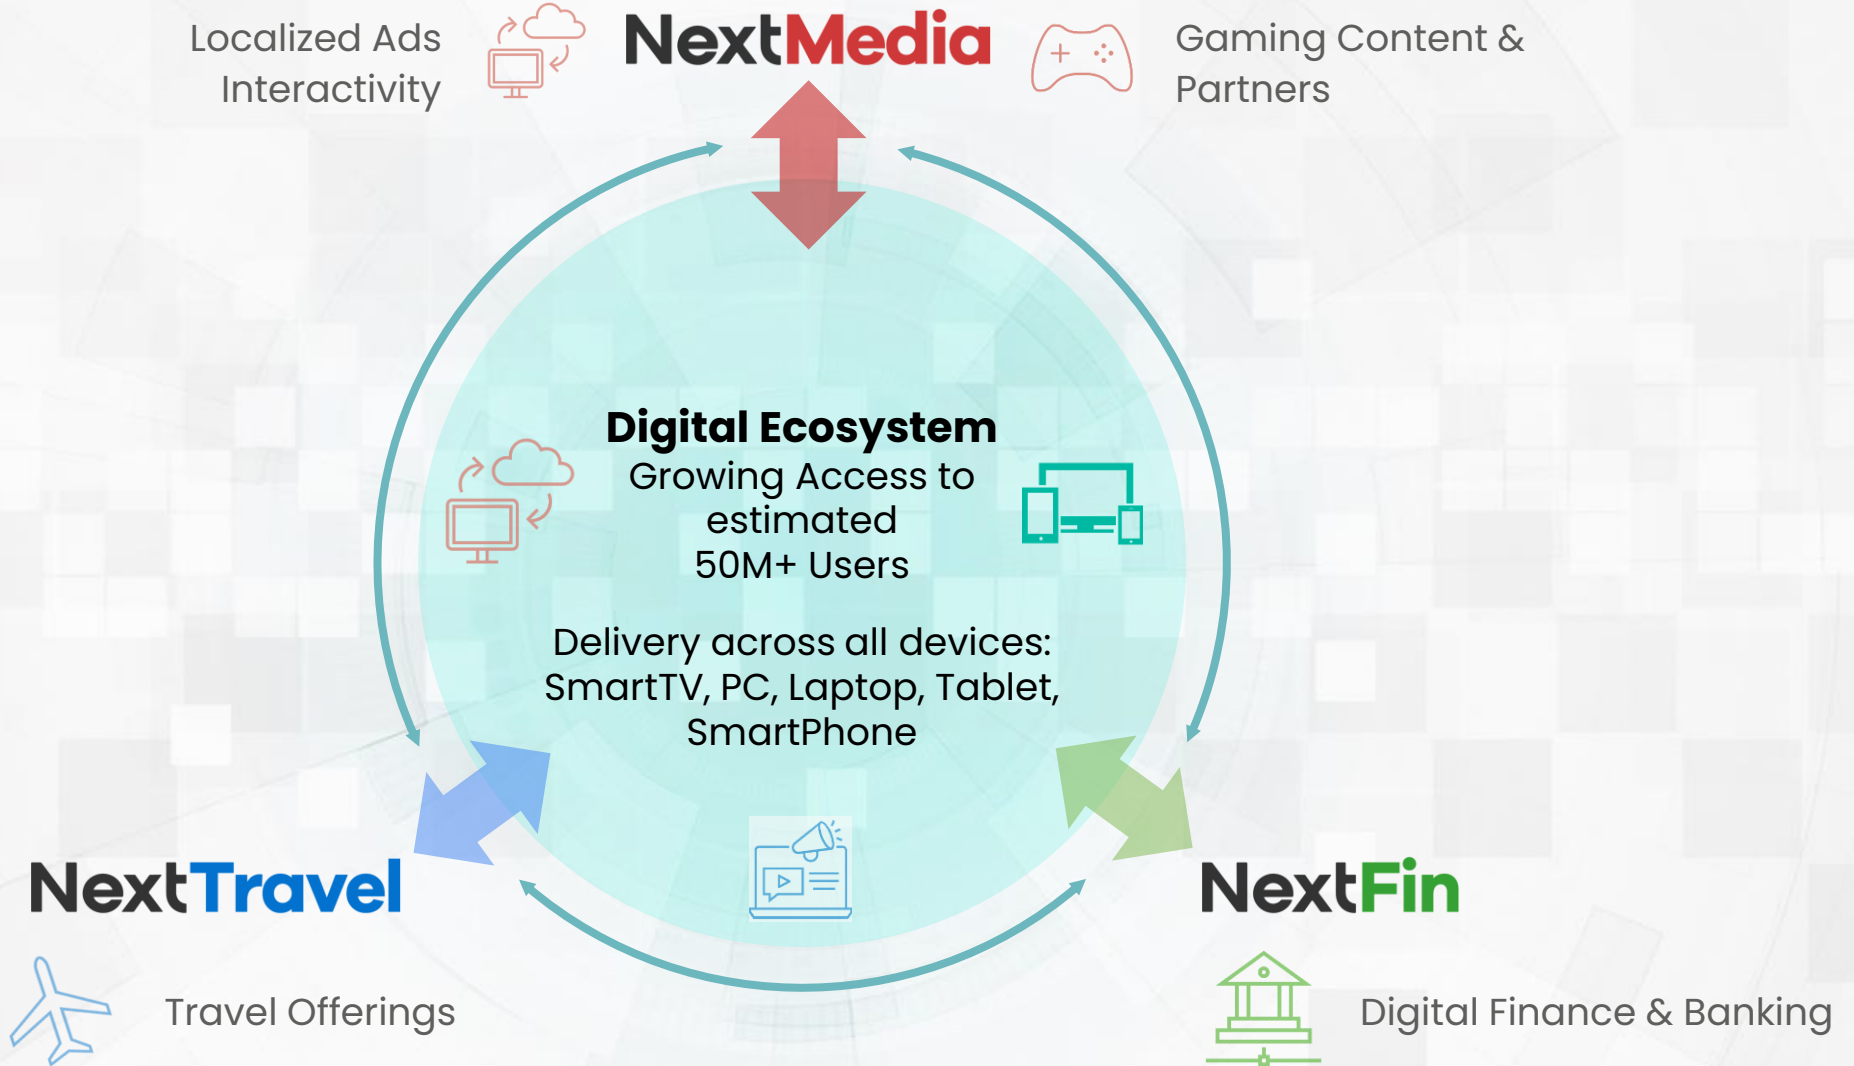 Localized Ads
Interactivity
NextMedia
Gaming Content &
Partners
Digital Ecosystem
Growing Access to
estimated
50M+ Users
Delivery across all devices:
SmartTV, PC, Laptop, Tablet,
SmartPhone
NextTravel
Travel Offerings
NextFin
Digital Finance & Banking